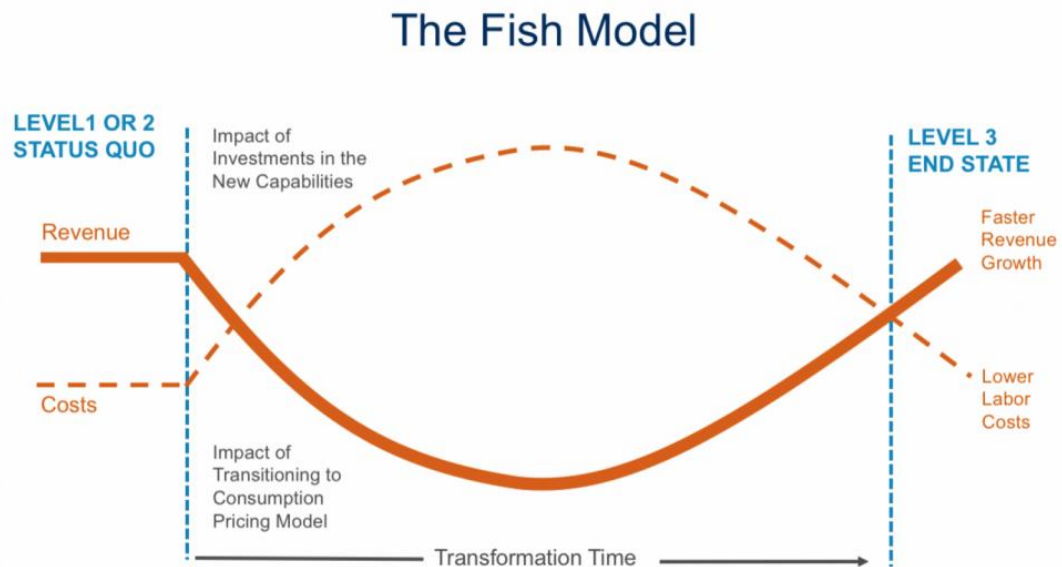 The Fish Model
LEVEL1 OR 2
STATUS QUO
Impact of
Investments in the
New Capabilities
LEVEL 3
END STATE
Revenue
Faster
Revenue
Growth
Costs
Lower
Labor
Costs
Impact of
Transitioning to
Consumption
Pricing Model
Transformation Time